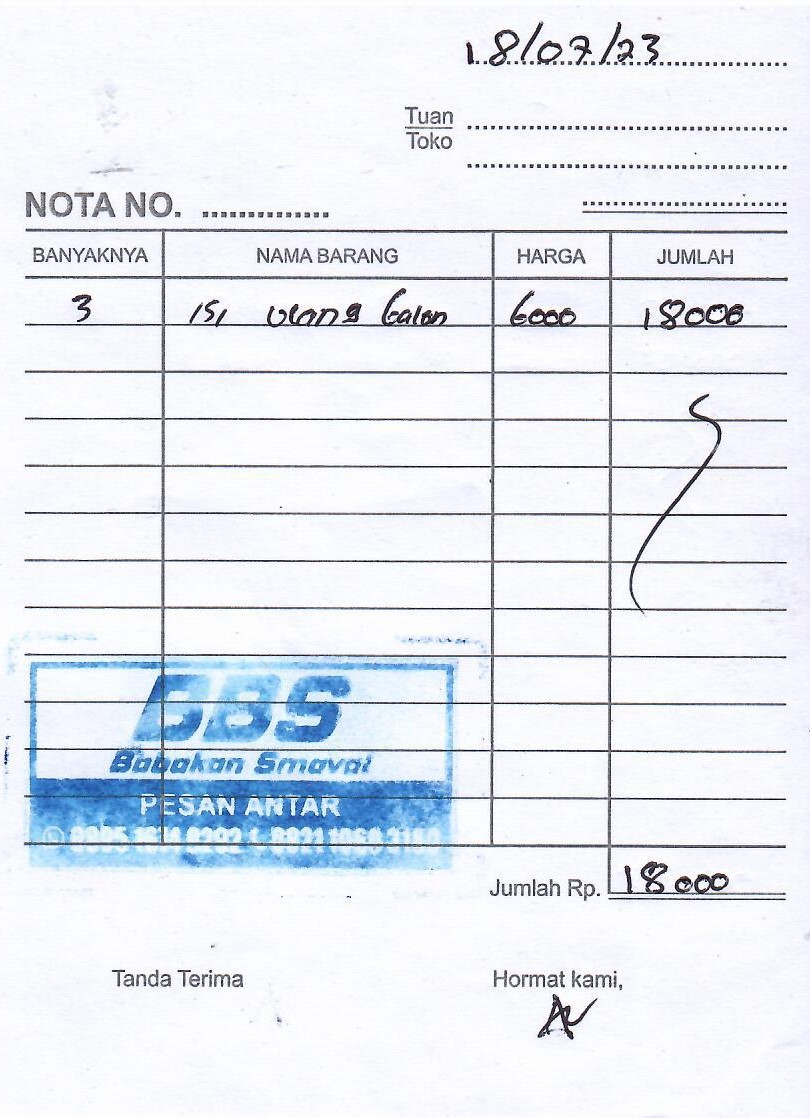 18/07/23
Tuan
Toko
NOTA NO. ..............
BANYAKNYA NAMA BARANG HARGA JUMLAH
3 ISI Ulang Galon 6000 18000
BBS
Babakan Smaval
PESAN ANTAR
Jumlah Rp. 18000
Tanda Terima Hormat kami,